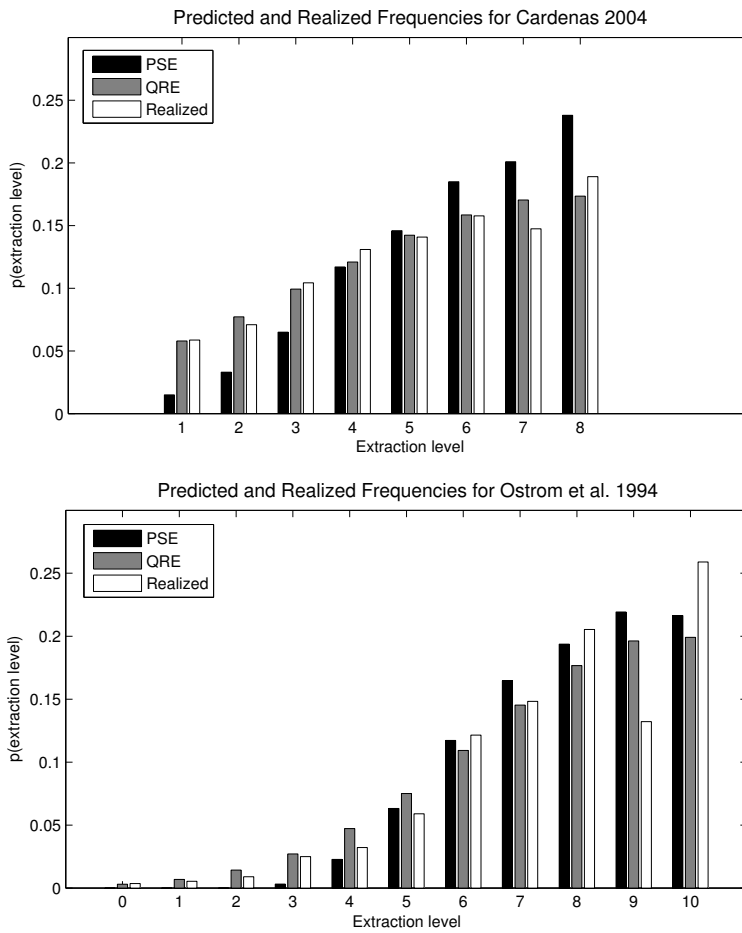 Predicted and Realized Frequencies for Cardenas 2004
PSE
QRE
Realized
0.25
0.2
0.15
0.1
0.05
0
p(extraction level)
1 2 3 4 5 6 7 8
Extraction level
Predicted and Realized Frequencies for Ostrom et al. 1994
PSE
QRE
Realized
0.25
0.2
0.15
0.1
0.05
0
p(extraction level)
0 1 2 3 4 5 6 7 8 9 10
Extraction level